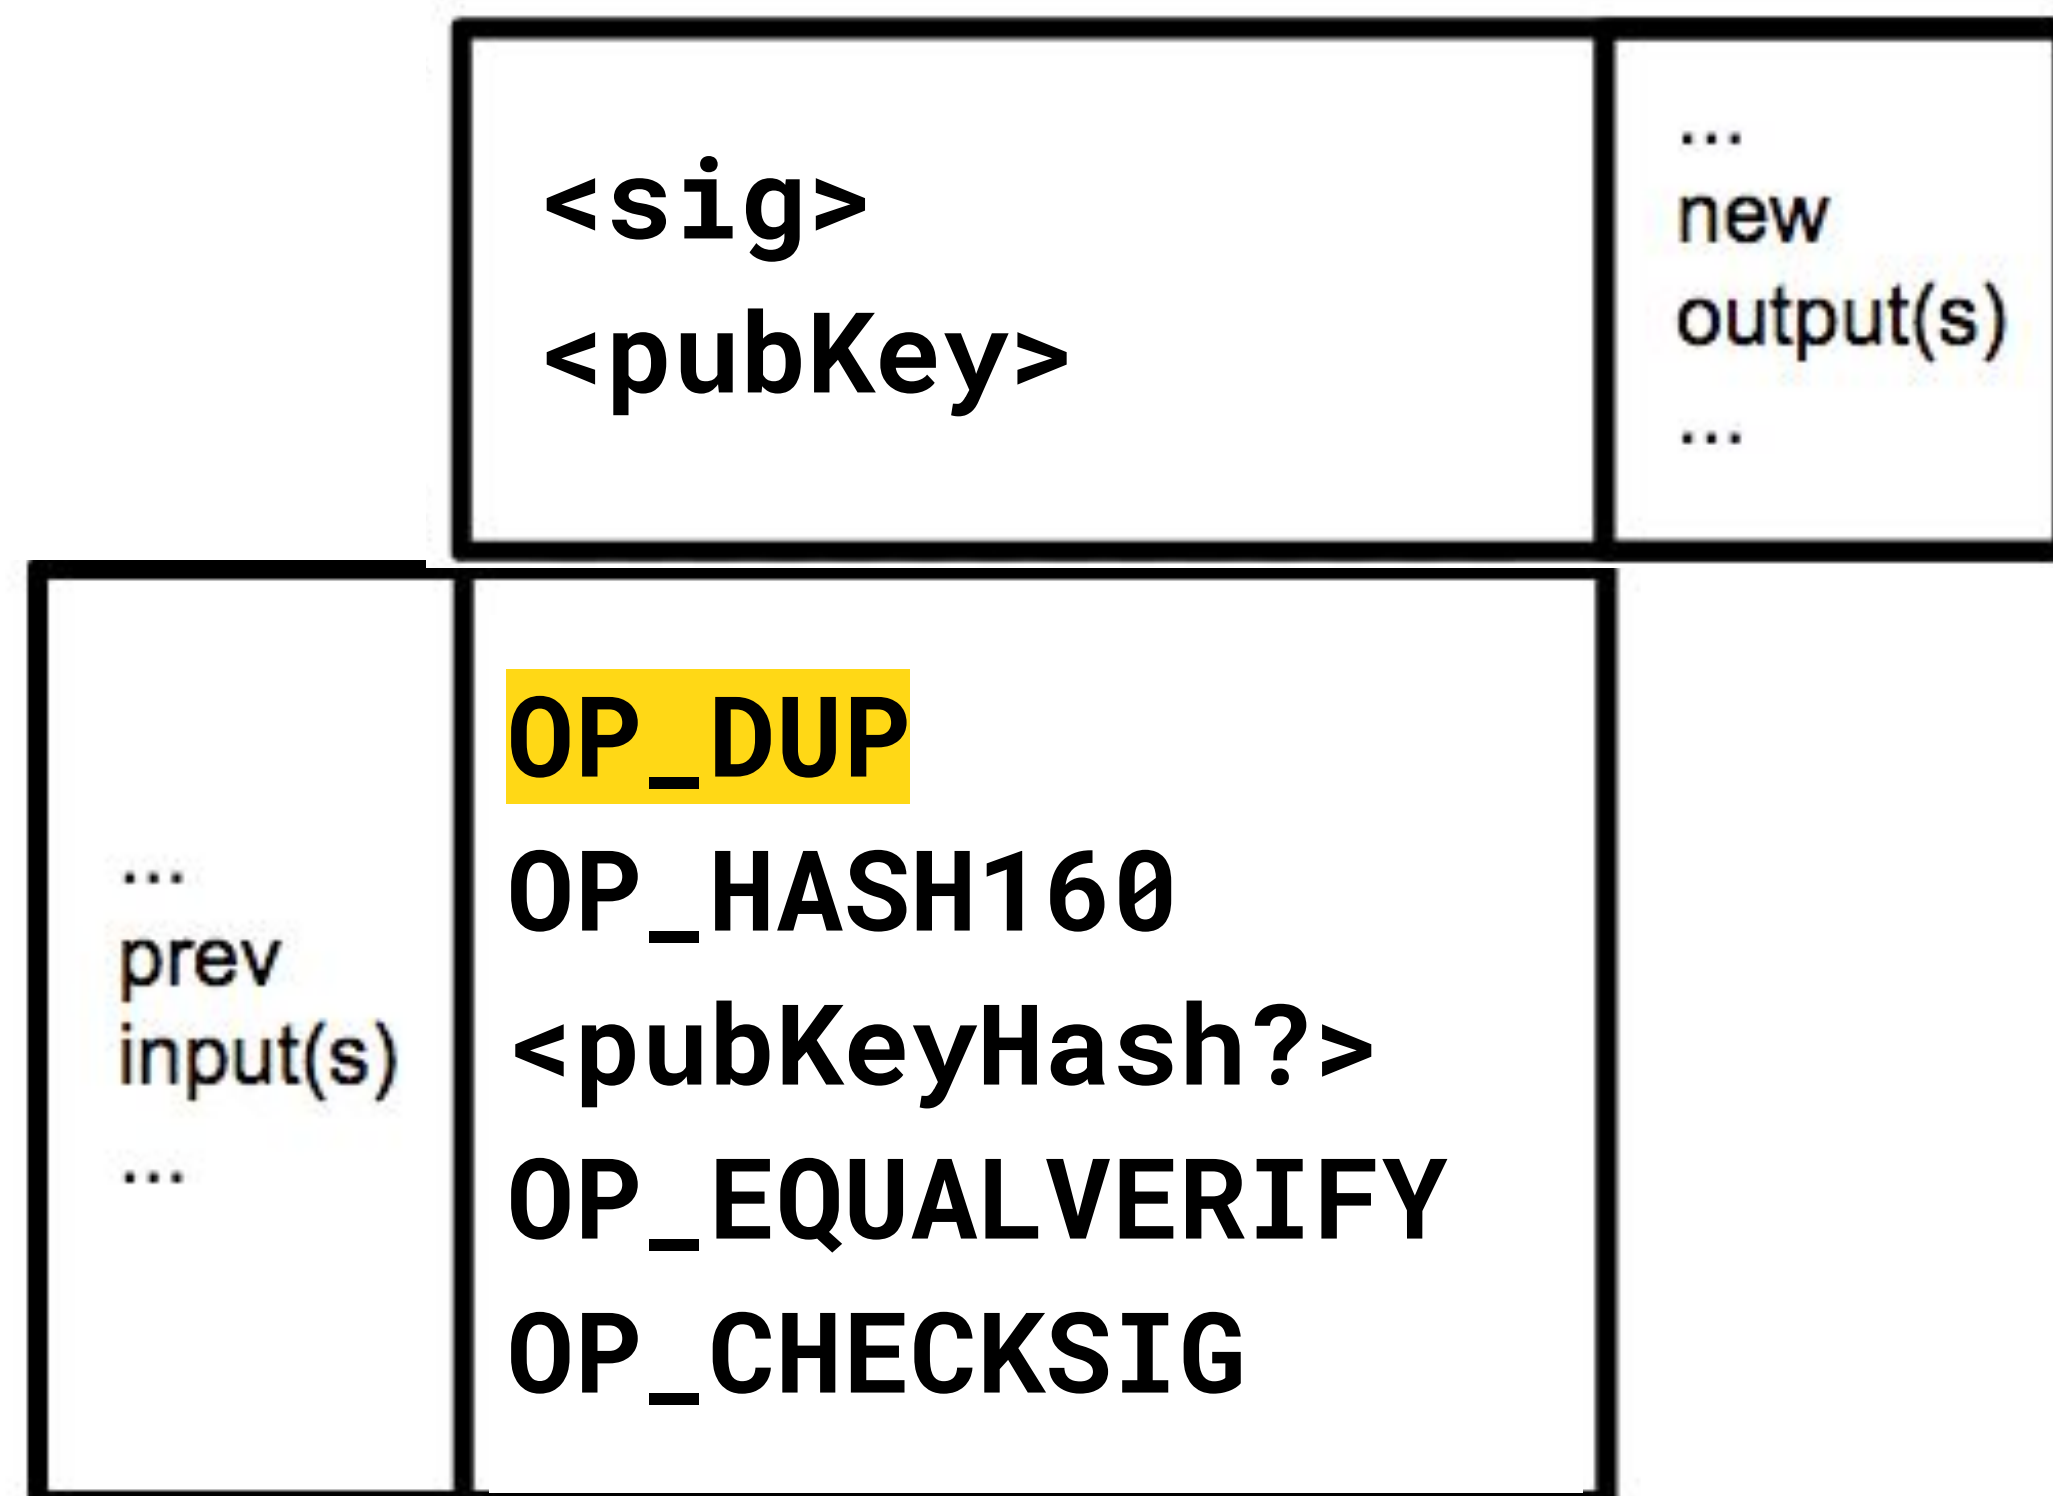 <sig>
<pubKey>
...
new
output(s)
...
...
prev
input(s)
...
OP_DUP
OP_HASH160
<pubKeyHash?>
OP_EQUALVERIFY
OP_CHECKSIG